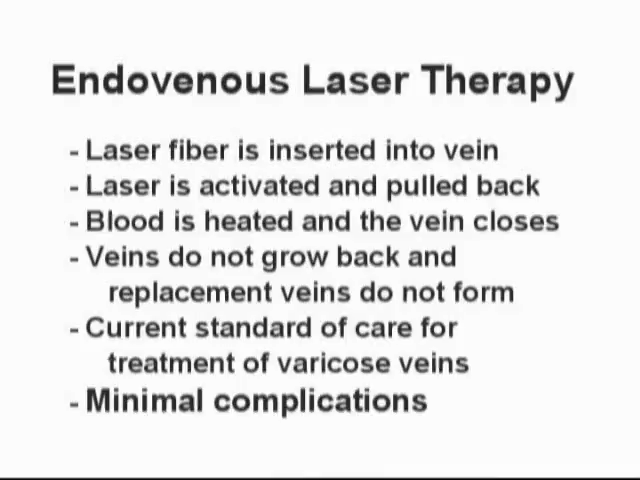 Endovenous Laser Therapy
- Laser fiber is inserted into vein
- Laser is activated and pulled back
- Blood is heated and the vein closes
- Veins do not grow back and
replacement veins do not form
- Current standard of care for
treatment of varicose veins
- Minimal complications